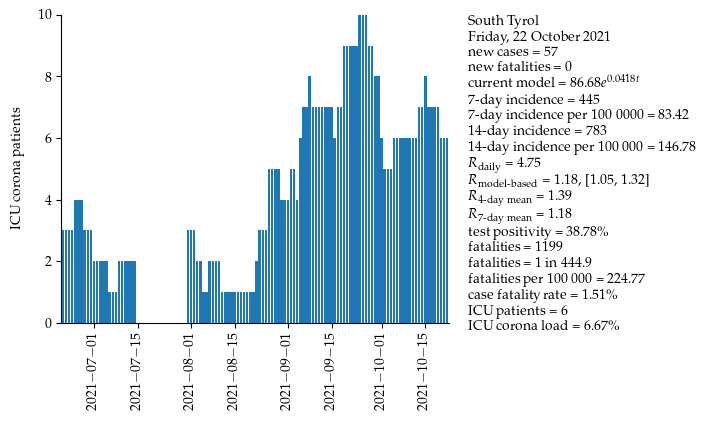 South Tyrol
Friday, 22 October 2021
new cases = 57
new fatalities = 0
current model = 86.68e^0.0418t
7-day incidence = 445
7-day incidence per 100 0000 = 83.42
14-day incidence = 783
14-day incidence per 100 000 = 146.78
R_daily = 4.75
R_model-based = 1.18, [1.05, 1.32]
R_4-day mean = 1.39
R_7-day mean = 1.18
test positivity = 38.78%
fatalities = 1199
fatalities = 1 in 444.9
fatalities per 100 000 = 224.77
case fatality rate = 1.51%
ICU patients = 6
ICU corona load = 6.67%
ICU corona patients
10
8
6
4
2
0
2021−07−01
2021−07−15
2021−08−01
2021−08−15
2021−09−01
2021−09−15
2021−10−01
2021−10−15